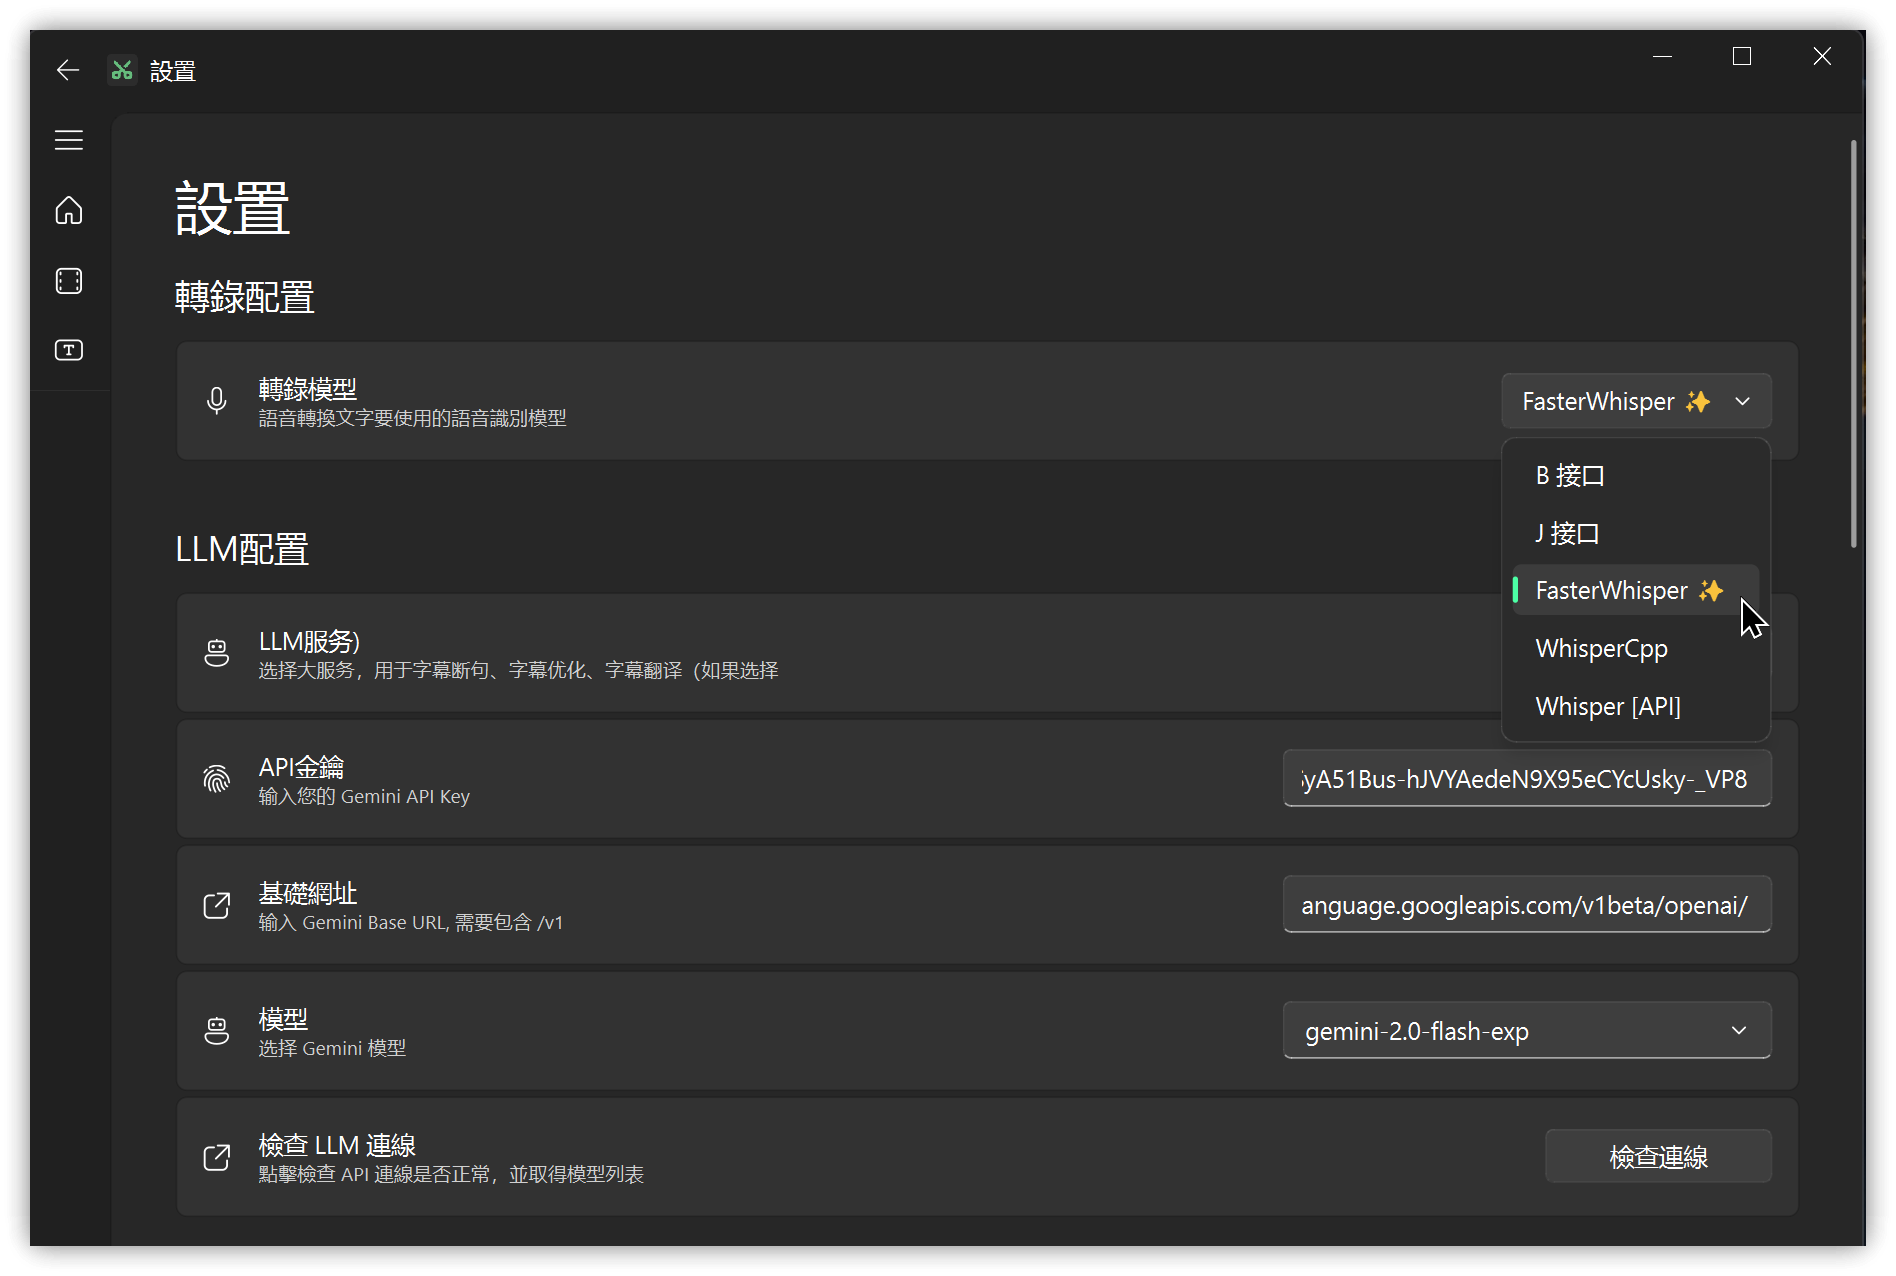 設置
設置
轉錄配置
轉錄模型
語音轉換文字要使用的語音識別模型
FasterWhisper ✨
B 接口
J 接口
FasterWhisper ✨
WhisperCpp
Whisper [API]
LLM配置
LLM服务)
选择大服务，用于字幕断句、字幕优化、字幕翻译（如果选择
API金鑰
输入您的 Gemini API Key
yA51Bus-hJVYAedeN9X95eCYcUsky-_VP8
基礎網址
输入 Gemini Base URL, 需要包含 /v1
anguage.googleapis.com/v1beta/openai/
模型
选择 Gemini 模型
gemini-2.0-flash-exp
檢查 LLM 連線
點擊檢查 API 連線是否正常，並取得模型列表
檢查連線